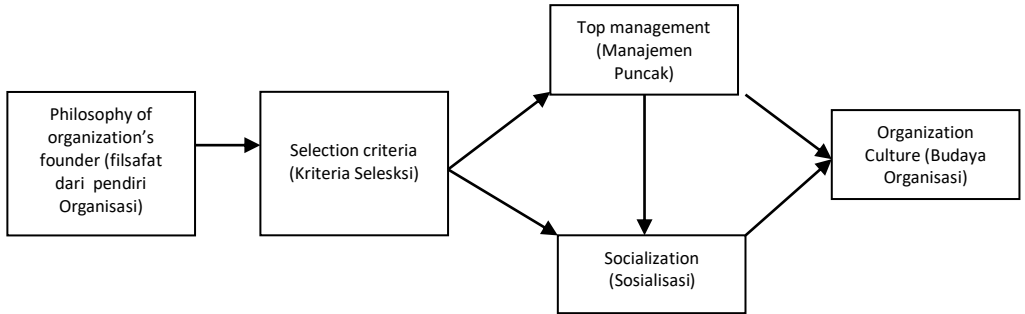 Philosophy of
organization’s
founder (filsafat
dari pendiri
Organisasi)
Selection criteria
(Kriteria Selesksi)
Top management
(Manajemen
Puncak)
Socialization
(Sosialisasi)
Organization
Culture (Budaya
Organisasi)